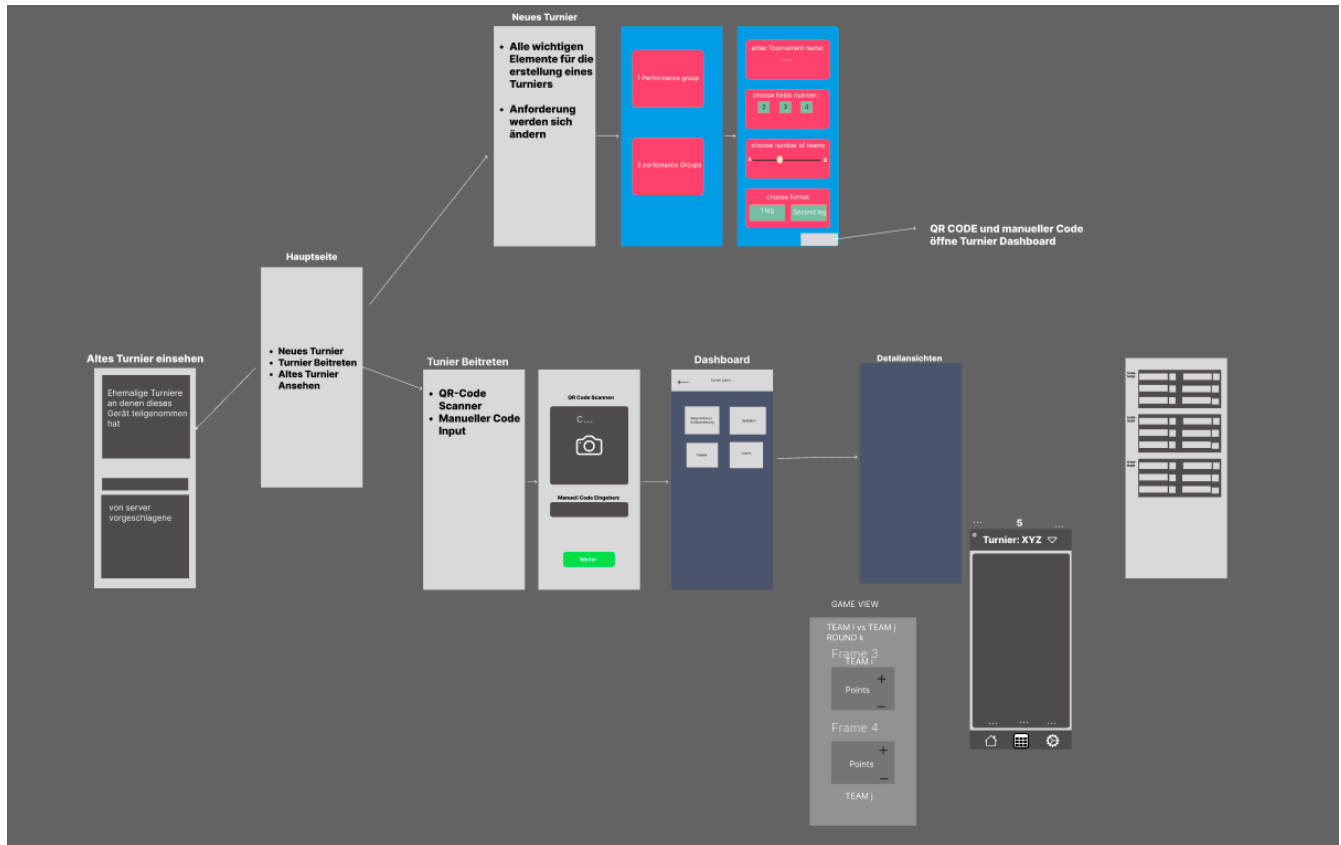 Neues Turnier
Alle wichtigen
Elemente für die
erstellung eines
Turniers
Anforderung
werden sich
ändern
1 Performance group
2 perfomance Groups
enter Tournament name:
.....
choose fields number:
2 3 4
choose number of teams
choose format
1 leg
Second leg
QR CODE und manueller Code
öffne Turnier Dashboard
Hauptseite
Neues Turnier
Turnier Beitreten
Altes Turnier
Ansehen
Altes Turnier einsehen
Ehemalige Turniere
an denen dieses
Gerät teilgenommen
hat
von server
vorgeschlagene
Tunier Beitreten
QR-Code
Scanner
Manueller Code
Input
QR Code Scannen
C...
Manuell Code Eingeben:
Weiter
Dashboard
Spielplan
Tabelle
Detailansichten
GAME VIEW
TEAM i vs TEAM j
ROUND k
Frame 3
TEAM i
+
Points
–
Frame 4
+
Points
–
TEAM j
... 5 ...
Turnier: XYZ
... ... ...